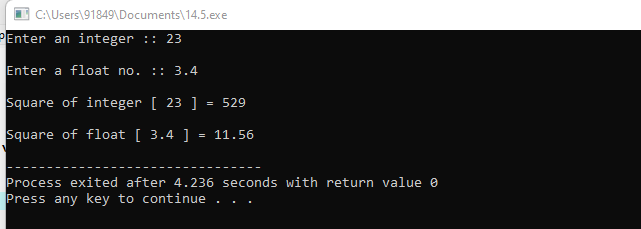 C:\Users\91849\Documents\14.5.exe
Enter an integer :: 23
Enter a float no. :: 3.4
Square of integer [ 23 ] = 529
Square of float [ 3.4 ] = 11.56
--------------------------------
Process exited after 4.236 seconds with return value 0
Press any key to continue . . .